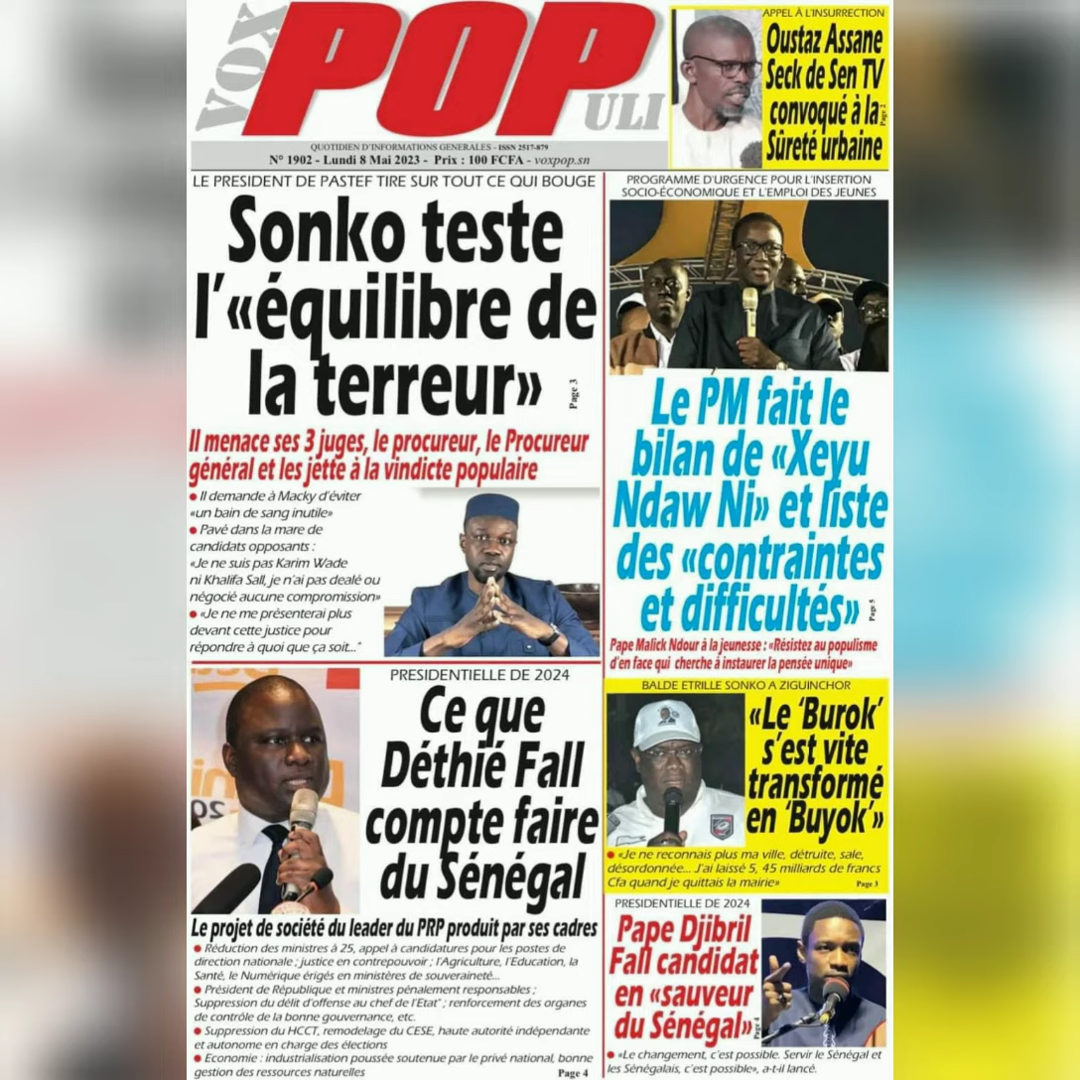 VOX
POP
ULI
QUOTIDIEN D'INFORMATIONS GENERALES - ISSN 2517-879
N° 1902 - Lundi 8 Mai 2023 - Prix : 100 FCFA - voxpop.sn
APPEL À L'INSURRECTION
Oustaz Assane
Seck de Sen TV
convoqué à la
Sûreté urbaine
Page 2
LE PRESIDENT DE PASTEF TIRE SUR TOUT CE QUI BOUGE
Sonko teste
l'«équilibre de
la terreur»
Page 3
Il menace ses 3 juges, le procureur, le Procureur
général et les jette à la vindicte populaire
• Il demande à Macky d'éviter
«un bain de sang inutile»
• Pavé dans la mare de
candidats opposants :
«Je ne suis pas Karim Wade
ni Khalifa Sall, je n'ai pas dealé ou
négocié aucune compromission»
• «Je ne me présenterai plus
devant cette justice pour
répondre à quoi que ça soit..."
PROGRAMME D'URGENCE POUR L'INSERTION
SOCIO-ÉCONOMIQUE ET L'EMPLOI DES JEUNES
Le PM fait le
bilan de «Xeyu
Ndaw Ni» et liste
des «contraintes
et difficultés»
Page 5
Pape Malick Ndour à la jeunesse : «Résistez au populisme
d'en face qui cherche à instaurer la pensée unique»
PRESIDENTIELLE DE 2024
Ce que
Déthié Fall
compte faire
du Sénégal
Le projet de société du leader du PRP produit par ses cadres
• Réduction des ministres à 25, appel à candidatures pour les postes de
direction nationale ; justice en contrepouvoir ; l'Agriculture, l'Education, la
Santé, le Numérique érigés en ministères de souveraineté...
• Président de République et ministres pénalement responsables ;
Suppression du délit d'offense au chef de l'Etat" ; renforcement des organes
de contrôle de la bonne gouvernance, etc.
• Suppression du HCCT, remodelage du CESE, haute autorité indépendante
et autonome en charge des élections
• Economie : industrialisation poussée soutenue par le privé national, bonne
gestion des ressources naturelles
Page 4
BALDE ETRILLE SONKO A ZIGUINCHOR
«Le 'Burok'
s'est vite
transformé
en 'Buyok'»
• «Je ne reconnais plus ma ville, détruite, sale,
désordonnée... J'ai laissé 5, 45 milliards de francs
Cfa quand je quittais la mairie»
Page 3
PRESIDENTIELLE DE 2024
Pape Djibril
Fall candidat
en «sauveur
du Sénégal»
Page 4
• «Le changement, c'est possible. Servir le Sénégal et
les Sénégalais, c'est possible», a-t-il lancé.